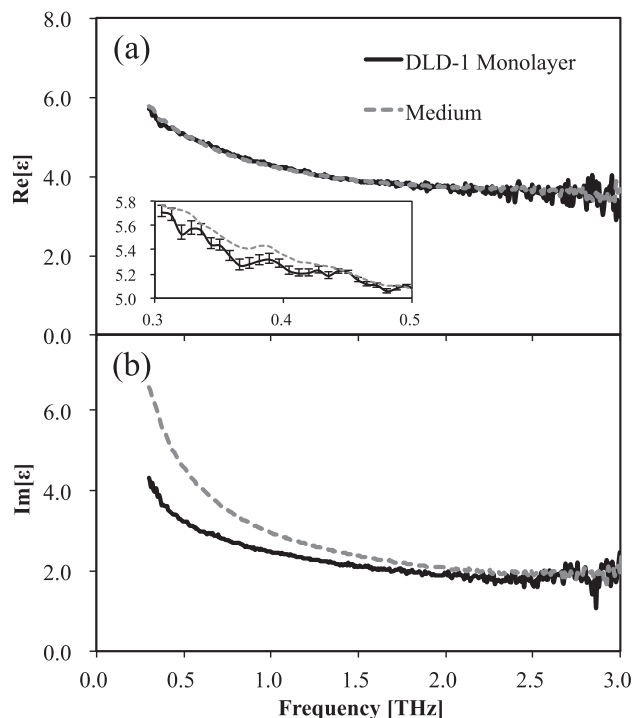 8.0
(a)
DLD-1 Monolayer
6.0
Medium
Re[ε]
4.0
5.8
5.6
5.4
5.2
5.0
2.0
0.3 0.4 0.5
0.0
(b)
6.0
Im[ε]
4.0
2.0
0.0
0.0 0.5 1.0 1.5 2.0 2.5 3.0
Frequency [THz]